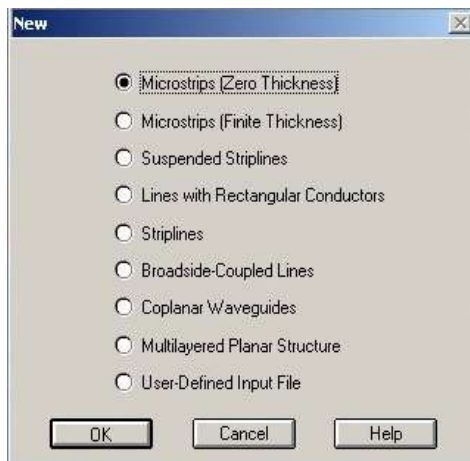 New
Microstrips (Zero Thickness)
Microstrips (Finite Thickness)
Suspended Striplines
Lines with Rectangular Conductors
Striplines
Broadside-Coupled Lines
Coplanar Waveguides
Multilayered Planar Structure
User-Defined Input File
OK Cancel Help